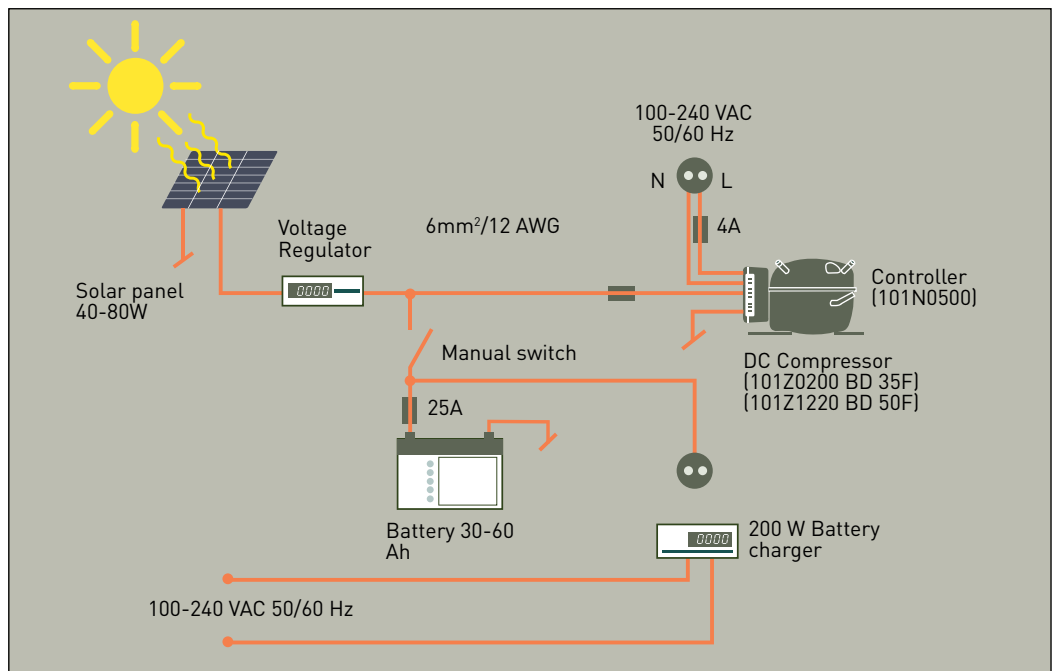 100-240 VAC
50/60 Hz
N
L
4A
6mm²/12 AWG
Voltage
Regulator
0000
Solar panel
40-80W
Controller
(101N0500)
DC Compressor
(101Z0200 BD 35F)
(101Z1220 BD 50F)
Manual switch
25A
Battery 30-60
Ah
0000
200 W Battery
charger
100-240 VAC 50/60 Hz